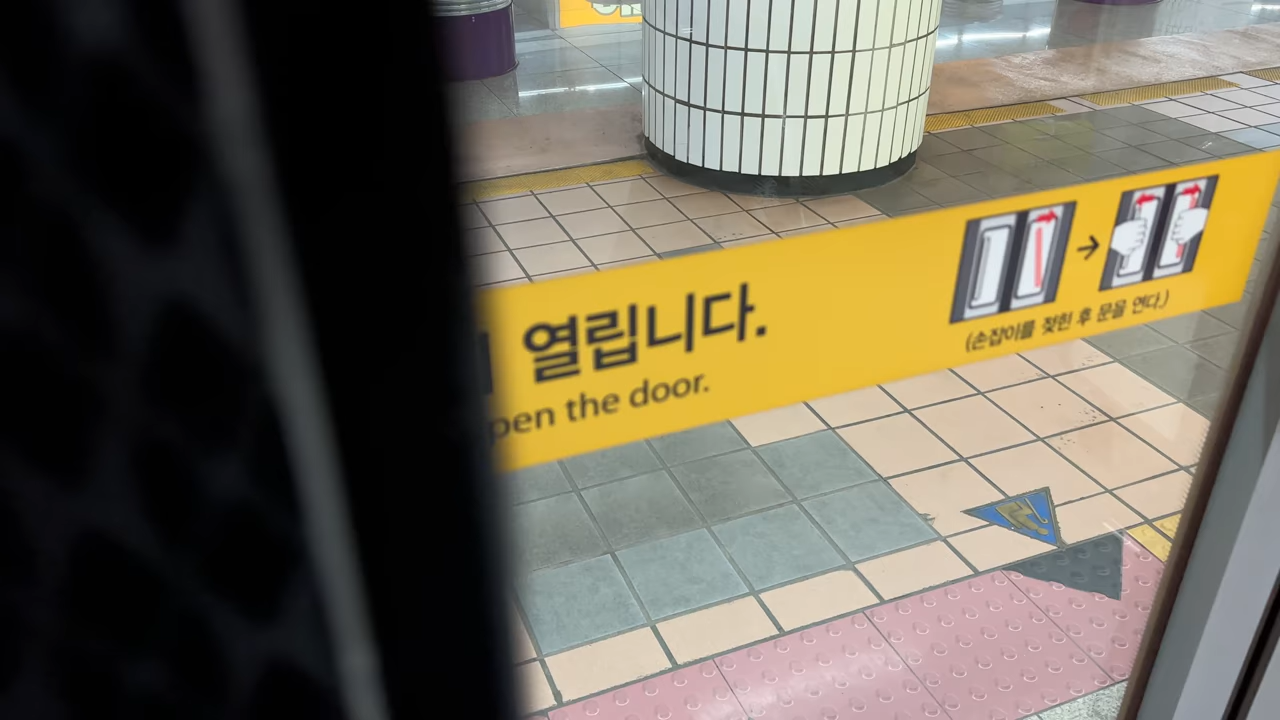 열립니다.
pen the door.
(손잡이를 젖힌 후 문을 연다.)